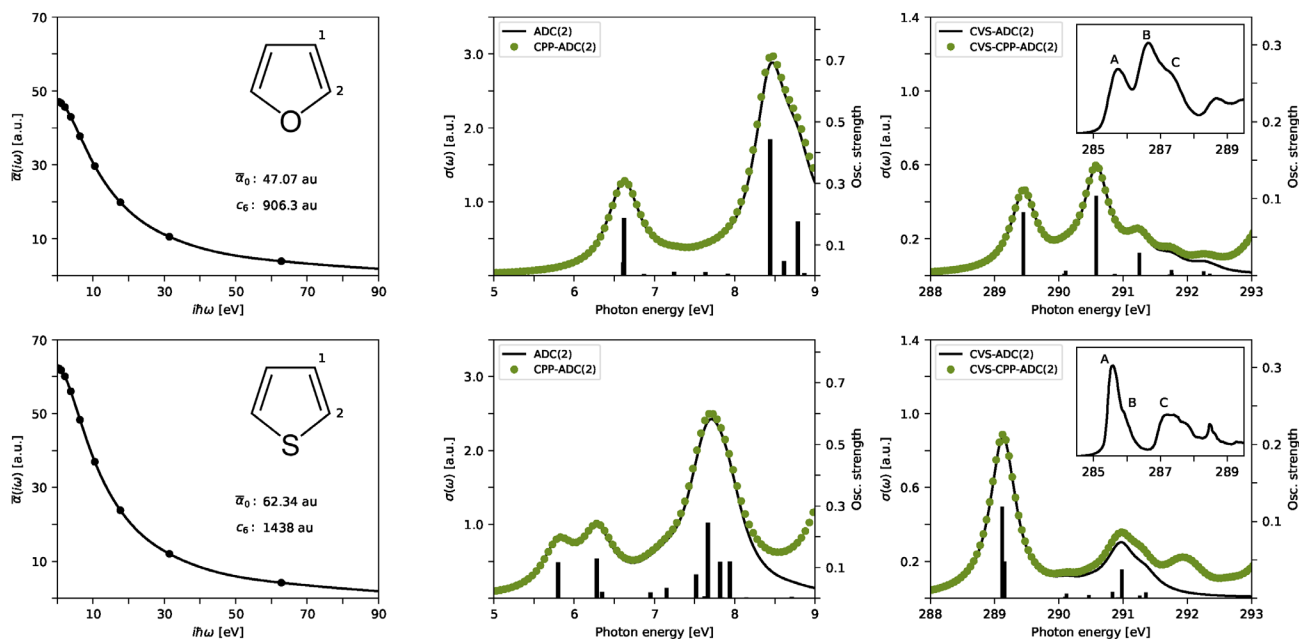 70
50
30
10
ᾱ(iω) [a.u.]
1
2
O
ᾱ₀: 47.07 au
c₆: 906.3 au
10 30 50 70 90
iħω [eV]
ADC(2)
CPP-ADC(2)
3.0
2.0
1.0
σ(ω) [a.u.]
0.7
0.5
0.3
0.1
Osc. strength
5 6 7 8 9
Photon energy [eV]
CVS-ADC(2)
CVS-CPP-ADC(2)
1.4
1.0
0.6
0.2
σ(ω) [a.u.]
A
B
C
285 287 289
0.3
0.2
0.1
Osc. strength
288 289 290 291 292 293
Photon energy [eV]
70
50
30
10
ᾱ(iω) [a.u.]
1
2
S
ᾱ₀: 62.34 au
c₆: 1438 au
10 30 50 70 90
iħω [eV]
ADC(2)
CPP-ADC(2)
3.0
2.0
1.0
σ(ω) [a.u.]
0.7
0.5
0.3
0.1
Osc. strength
5 6 7 8 9
Photon energy [eV]
CVS-ADC(2)
CVS-CPP-ADC(2)
1.4
1.0
0.6
0.2
σ(ω) [a.u.]
A
B
C
285 287 289
0.3
0.2
0.1
Osc. strength
288 289 290 291 292 293
Photon energy [eV]